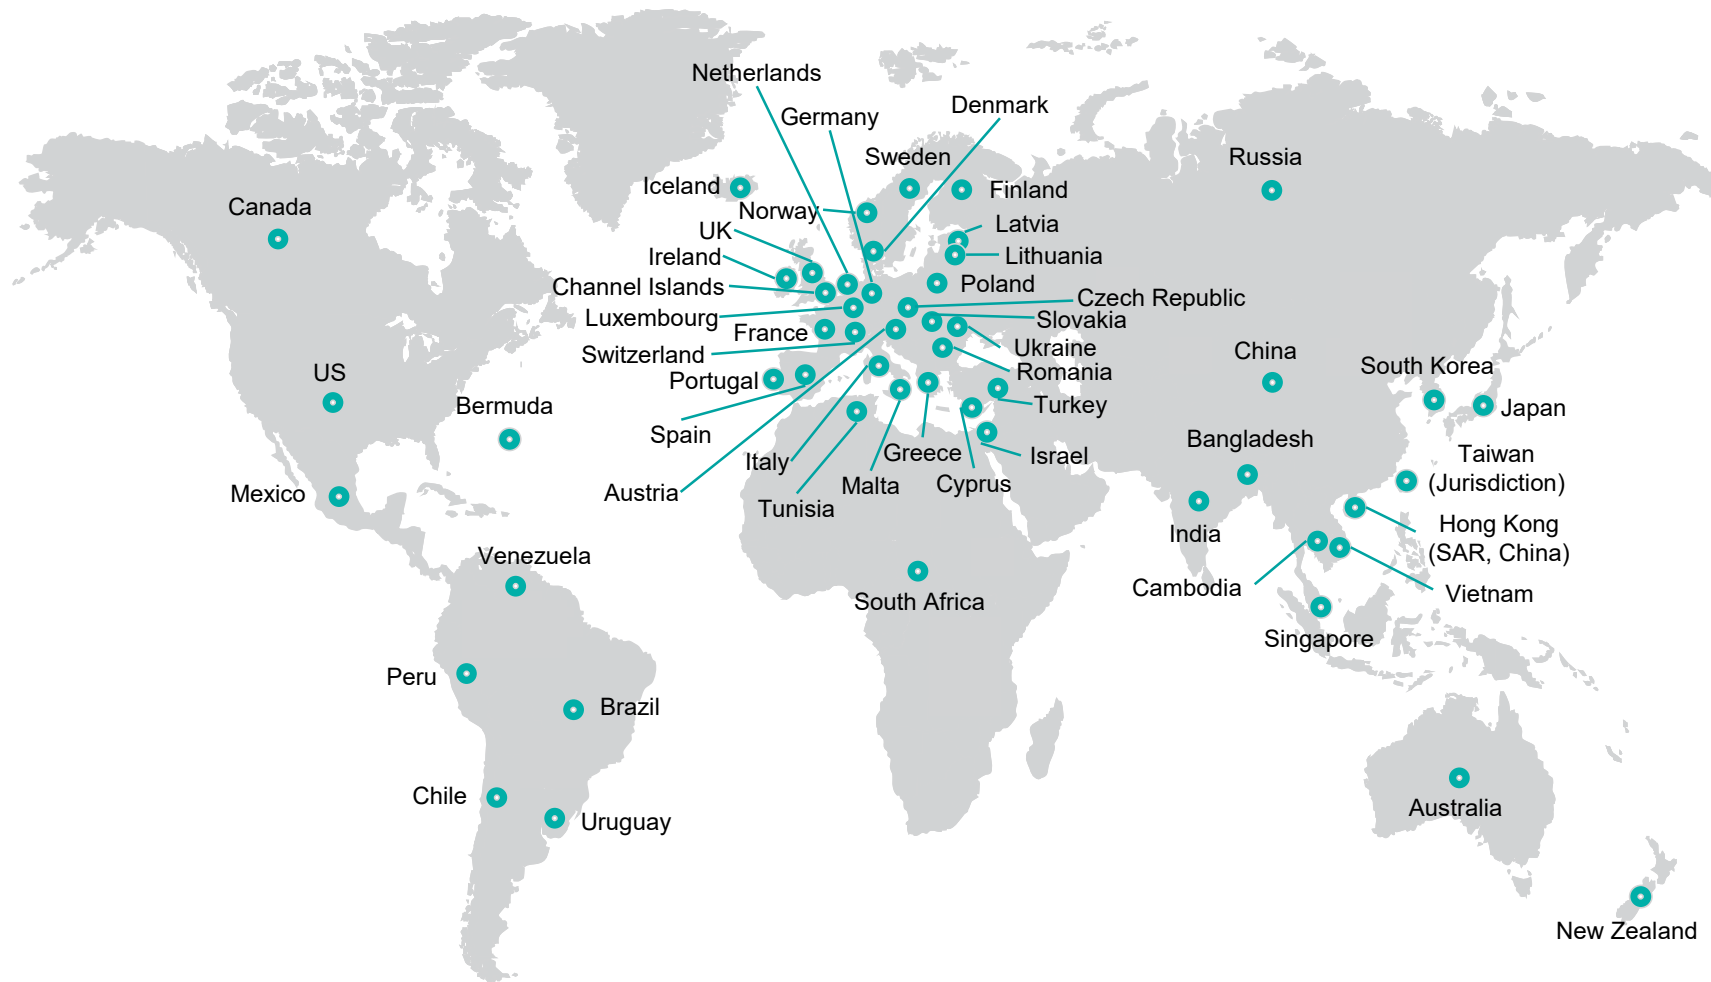 Netherlands
Denmark
Germany
Sweden
Russia
Iceland
Finland
Canada
Norway
Latvia
UK
Ireland
Lithuania
Channel Islands
Poland
Czech Republic
Luxembourg
Slovakia
France
Ukraine
Switzerland
China
South Korea
US
Portugal
Romania
Bermuda
Turkey
Japan
Spain
Bangladesh
Greece
Israel
Taiwan
(Jurisdiction)
Italy
Malta
Cyprus
Mexico
Austria
Tunisia
India
Hong Kong
(SAR, China)
Venezuela
Cambodia
Vietnam
South Africa
Singapore
Peru
Brazil
Chile
Uruguay
Australia
New Zealand